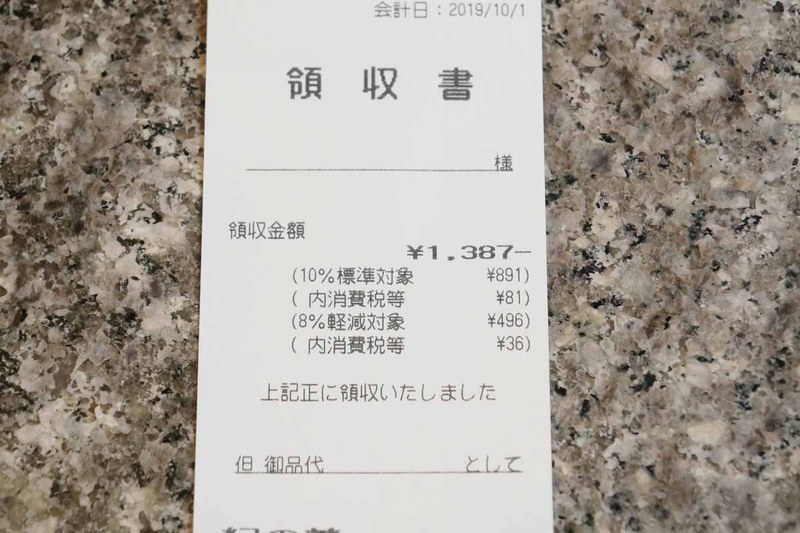 会計日：2019/10/1
領収書
様
領収金額
¥1,387-
(10%標準対象 ¥891)
( 内消費税等 ¥81)
(8%軽減対象 ¥496)
( 内消費税等 ¥36)
上記正に領収いたしました
但 御品代 として